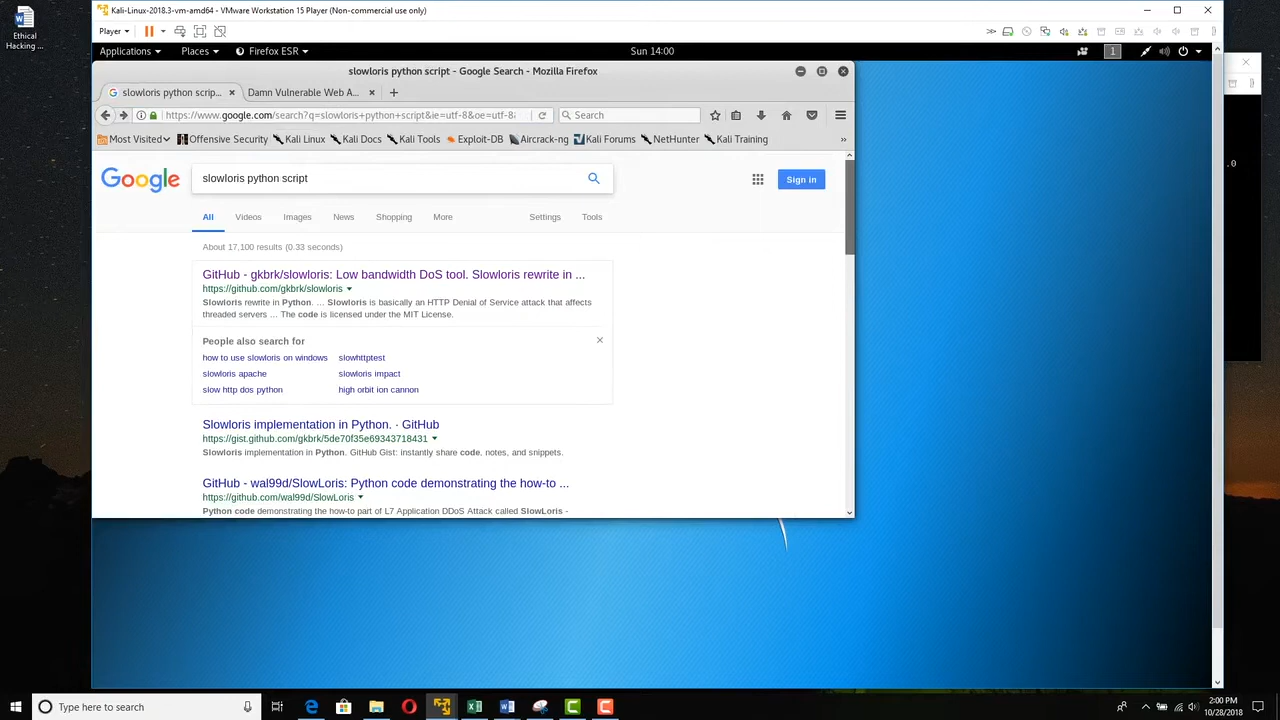 Kali-Linux-2018.3-vm-amd64 - VMware Workstation 15 Player (Non-commercial use only)
Ethical
Hacking ...
Player
Applications Places Firefox ESR Sun 14:00 1
slowloris python script - Google Search - Mozilla Firefox
slowloris python scrip... Damn Vulnerable Web A...
https://www.google.com/search?q=slowloris+python+script&ie=utf-8&oe=utf-8 Search
Most Visited Offensive Security Kali Linux Kali Docs Kali Tools Exploit-DB Aircrack-ng Kali Forums NetHunter Kali Training
Google slowloris python script Sign in
All Videos Images News Shopping More Settings Tools
About 17,100 results (0.33 seconds)
GitHub - gkbrk/slowloris: Low bandwidth DoS tool. Slowloris rewrite in ...
https://github.com/gkbrk/slowloris
Slowloris rewrite in Python. ... Slowloris is basically an HTTP Denial of Service attack that affects
threaded servers ... The code is licensed under the MIT License.
People also search for
how to use slowloris on windows slowhttptest
slowloris apache slowloris impact
slow http dos python high orbit ion cannon
Slowloris implementation in Python. · GitHub
https://gist.github.com/gkbrk/5de70f35e69343718431
Slowloris implementation in Python. GitHub Gist: instantly share code, notes, and snippets.
GitHub - wal99d/SlowLoris: Python code demonstrating the how-to ...
https://github.com/wal99d/SlowLoris
Python code demonstrating the how-to part of L7 Application DDoS Attack called SlowLoris -
.0
Type here to search
2:00 PM
10/28/2018